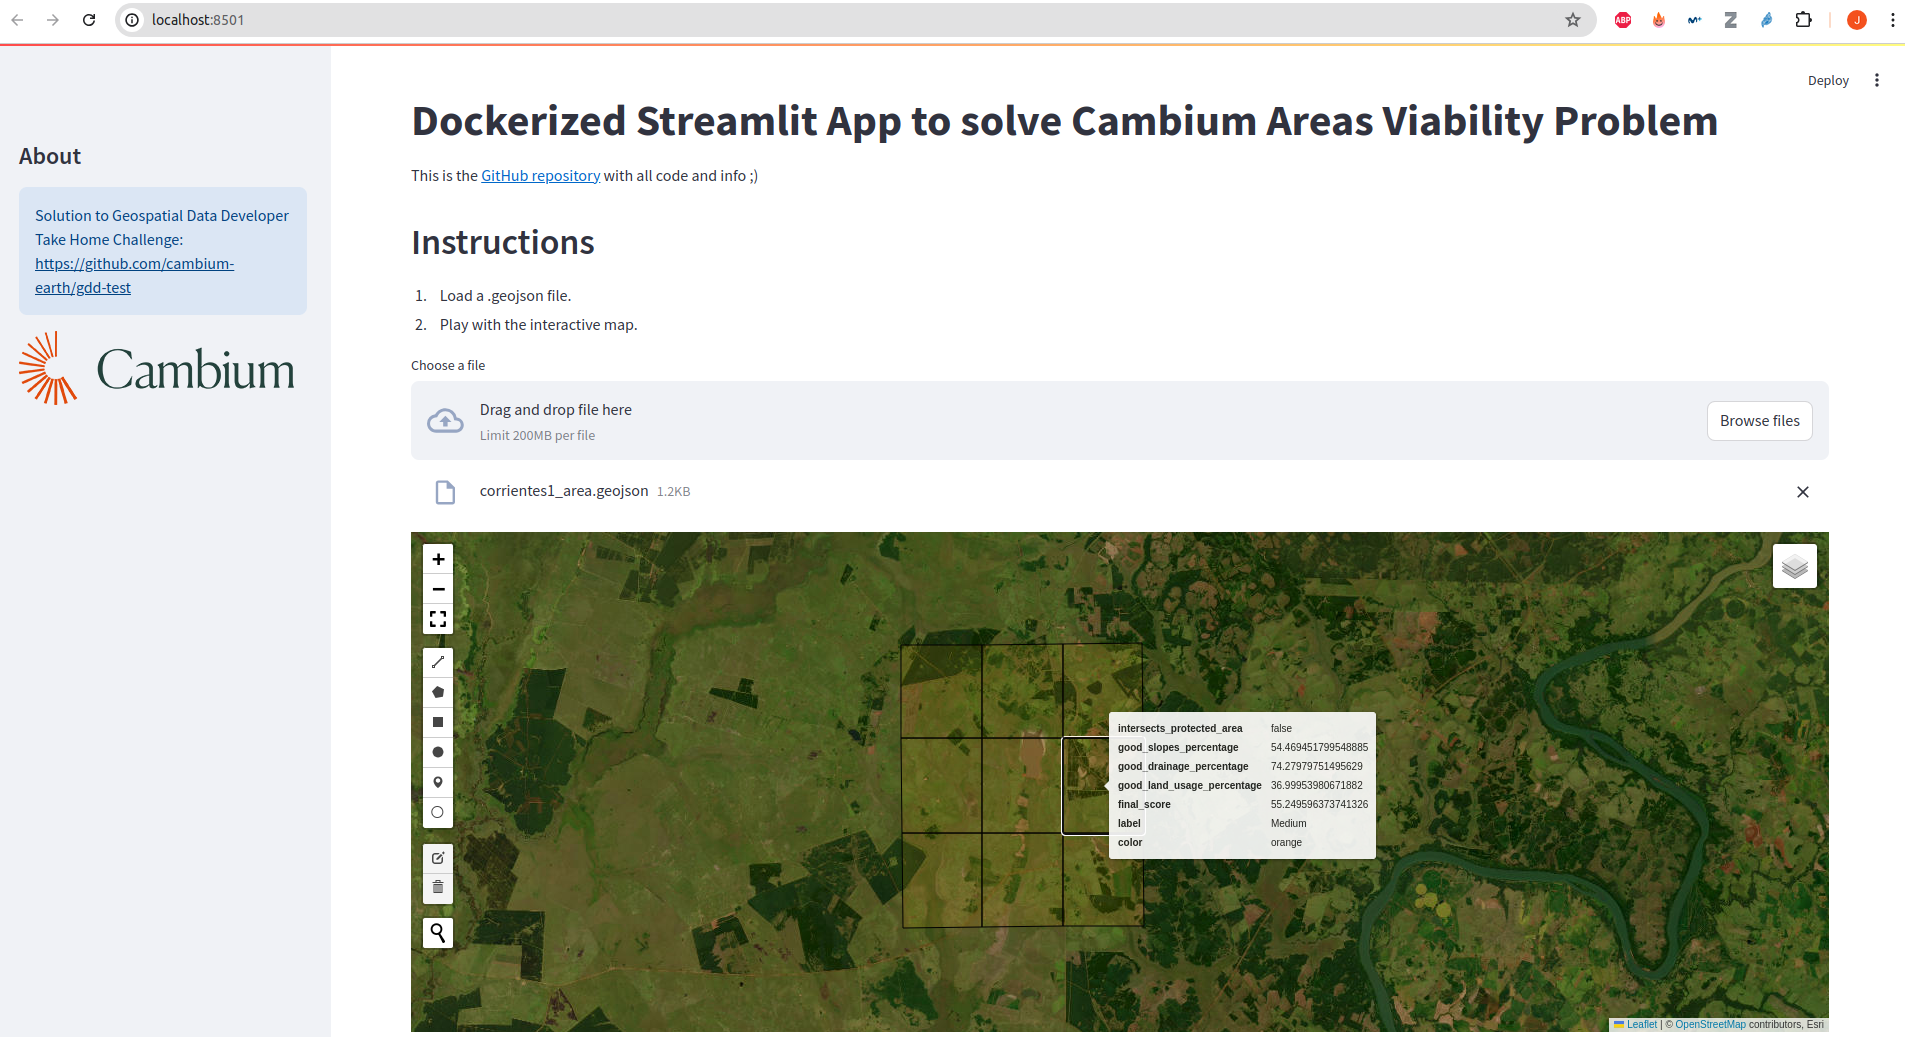 localhost:8501
ABP
Z
J
Deploy
About
Solution to Geospatial Data Developer
Take Home Challenge:
https://github.com/cambium-
earth/gdd-test
Cambium
Dockerized Streamlit App to solve Cambium Areas Viability Problem
This is the GitHub repository with all code and info ;)
Instructions
1. Load a .geojson file.
2. Play with the interactive map.
Choose a file
Drag and drop file here
Limit 200MB per file
Browse files
corrientes1_area.geojson 1.2KB
+
−
intersects_protected_area false
good_slopes_percentage 54.469451799548885
good_drainage_percentage 74.27979751495629
good_land_usage_percentage 36.99953980671882
final_score 55.249596373741326
label Medium
color orange
Leaflet | © OpenStreetMap contributors, Esri